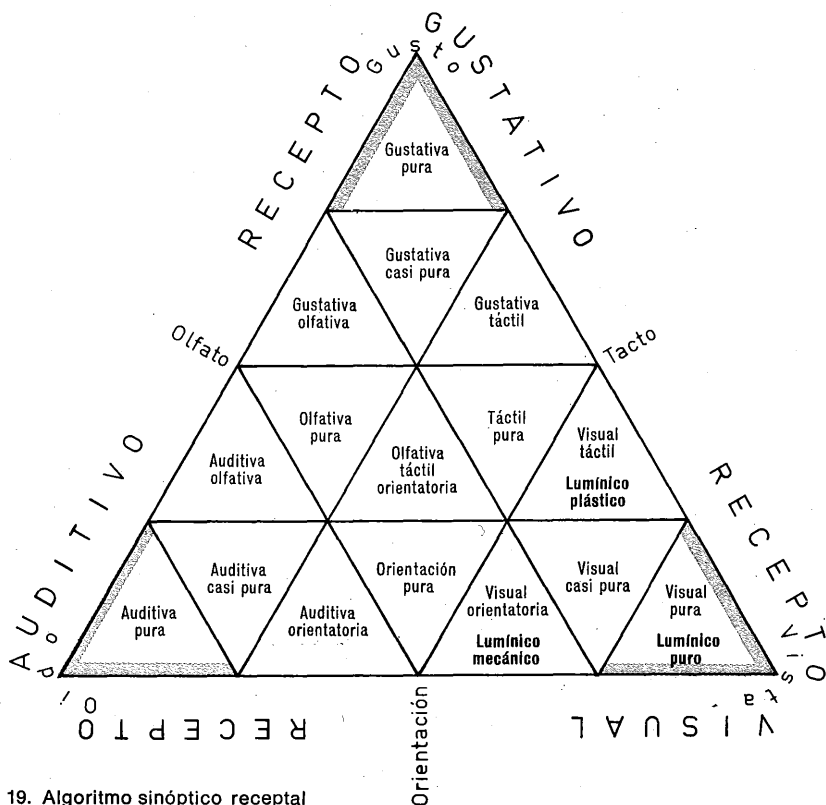 RECEPTO GUSTATIVO
Gusto
Gustativa
pura
Gustativa
casi pura
Gustativa
olfativa
Gustativa
táctil
Olfato
Tacto
Olfativa
pura
Táctil
pura
Auditiva
olfativa
Olfativa
táctil
orientatoria
Visual
táctil
Lumínico
plástico
Auditiva
pura
Auditiva
casi pura
Auditiva
orientatoria
Orientación
pura
Visual
orientatoria
Lumínico
mecánico
Visual
casi pura
Visual
pura
Lumínico
puro
RECEPTO AUDITIVO
Oido
Orientación
RECEPTO VISUAL
Vista
19. Algoritmo sinóptico receptal